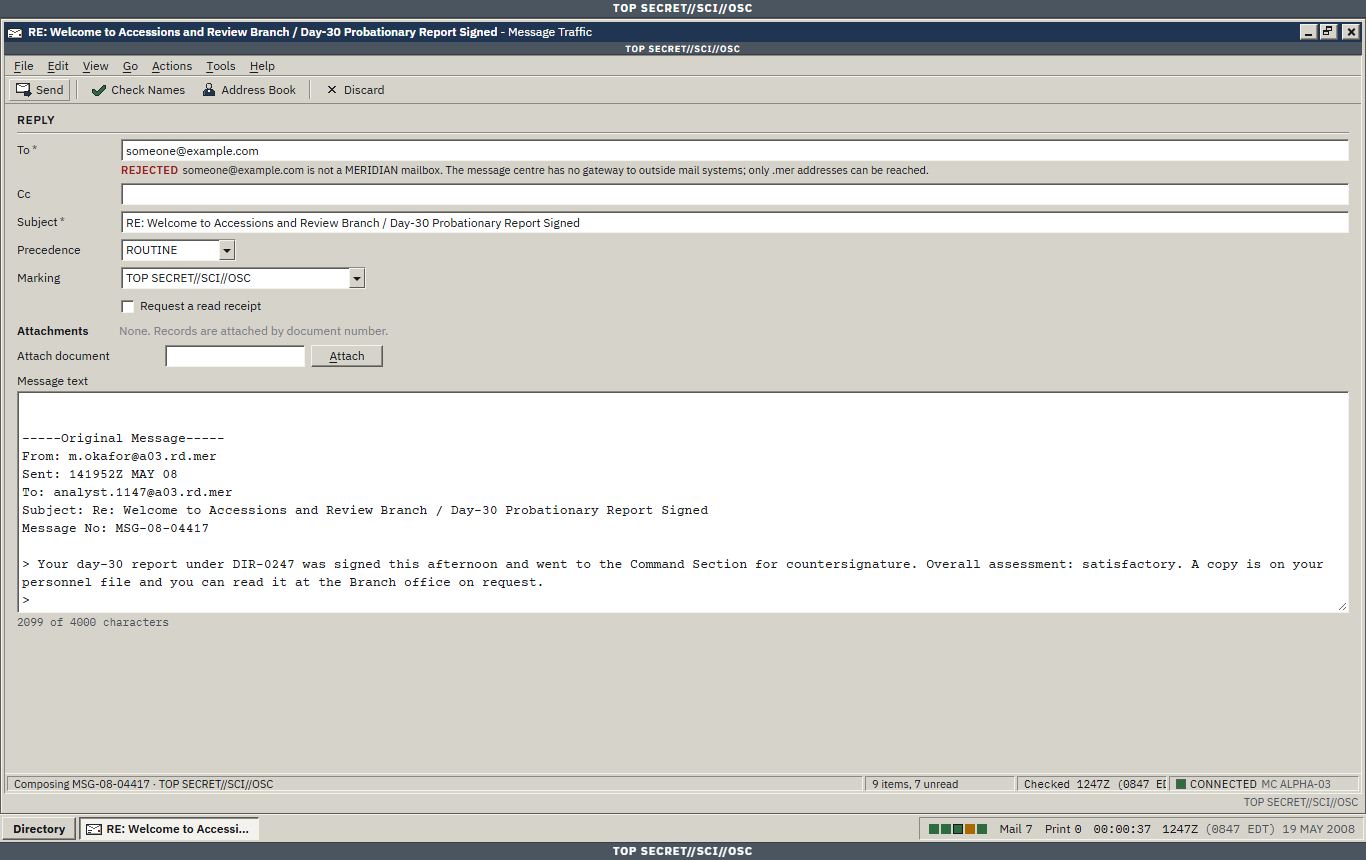 TOP SECRET//SCI//OSC
RE: Welcome to Accessions and Review Branch / Day-30 Probationary Report Signed - Message Traffic
TOP SECRET//SCI//OSC
File Edit View Go Actions Tools Help
Send Check Names Address Book Discard
REPLY
To * someone@example.com
REJECTED someone@example.com is not a MERIDIAN mailbox. The message centre has no gateway to outside mail systems; only .mer addresses can be reached.
Cc
Subject * RE: Welcome to Accessions and Review Branch / Day-30 Probationary Report Signed
Precedence ROUTINE
Marking TOP SECRET//SCI//OSC
Request a read receipt
Attachments None. Records are attached by document number.
Attach document Attach
Message text
-----Original Message-----
From: m.okafor@a03.rd.mer
Sent: 141952Z MAY 08
To: analyst.1147@a03.rd.mer
Subject: Re: Welcome to Accessions and Review Branch / Day-30 Probationary Report Signed
Message No: MSG-08-04417
> Your day-30 report under DIR-0247 was signed this afternoon and went to the Command Section for countersignature. Overall assessment: satisfactory. A copy is on your
personnel file and you can read it at the Branch office on request.
>
2099 of 4000 characters
Composing MSG-08-04417 · TOP SECRET//SCI//OSC 9 items, 7 unread Checked 1247Z (0847 ED CONNECTED MC ALPHA-03
TOP SECRET//SCI//OSC
Directory RE: Welcome to Accessi... Mail 7 Print 0 00:00:37 1247Z (0847 EDT) 19 MAY 2008
TOP SECRET//SCI//OSC